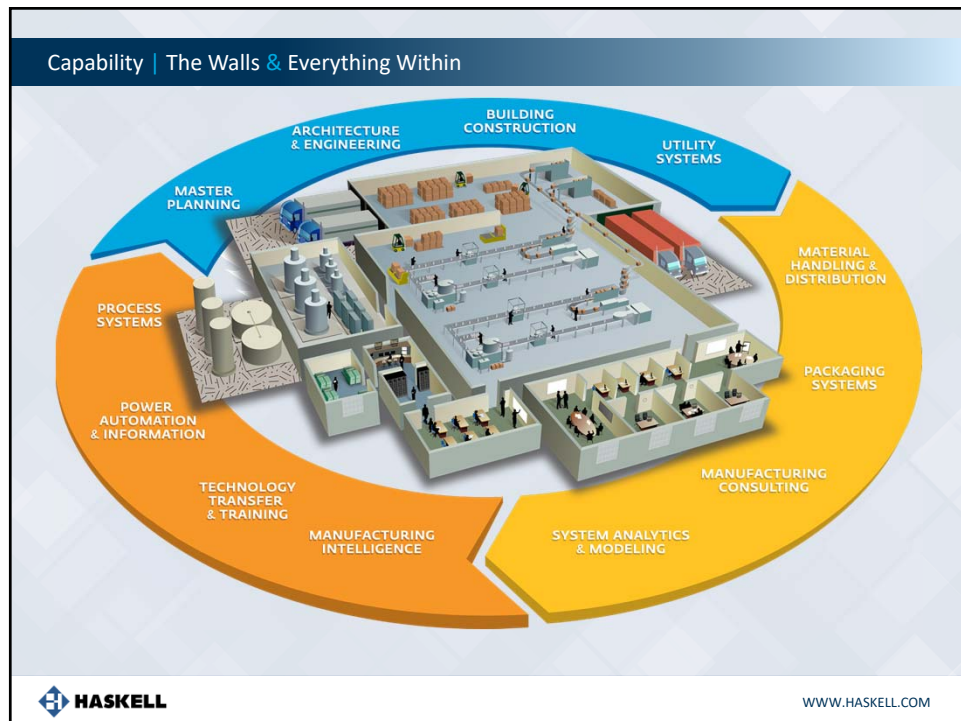 Capability | The Walls & Everything Within
MASTER
PLANNING
ARCHITECTURE
& ENGINEERING
BUILDING
CONSTRUCTION
UTILITY
SYSTEMS
MATERIAL
HANDLING &
DISTRIBUTION
PACKAGING
SYSTEMS
MANUFACTURING
CONSULTING
SYSTEM ANALYTICS
& MODELING
MANUFACTURING
INTELLIGENCE
TECHNOLOGY
TRANSFER
& TRAINING
POWER
AUTOMATION
& INFORMATION
PROCESS
SYSTEMS
HASKELL
WWW.HASKELL.COM